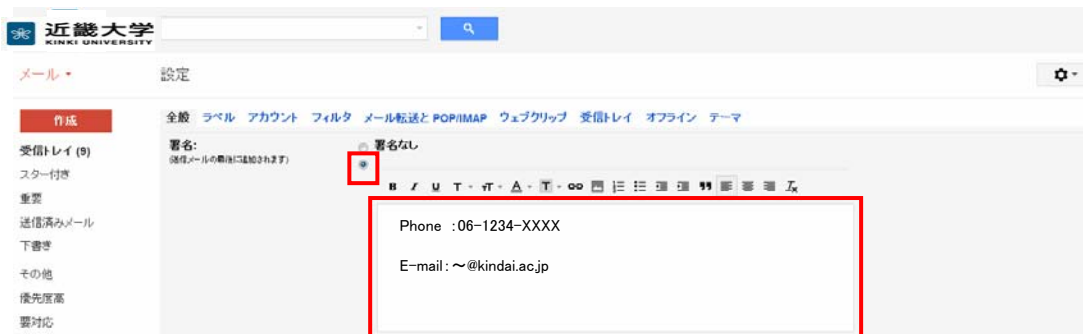 近畿大学
KINKI UNIVERSITY
メール
設定
作成
全般 ラベル アカウント フィルタ メール転送と POP/IMAP ウェブクリップ 受信トレイ オフライン テーマ
受信トレイ (9)
スター付き
重要
送信済みメール
下書き
その他
優先度高
要対応
署名:
(送信メールの最後に追加されます)
署名なし
B I U T T A T
Phone :06-1234-XXXX
E-mail:~@kindai.ac.jp